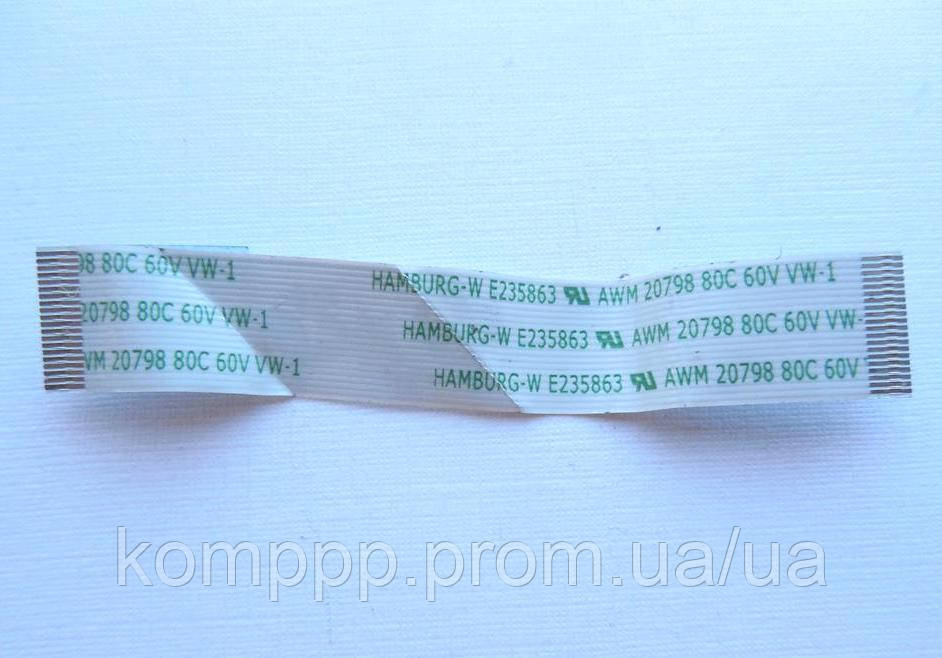 98 80C 60V VW-1
HAMBURG-W E235863 AWM 20798 80C 60V VW-1
20798 80C 60V VW-1
HAMBURG-W E235863 AWM 20798 80C 60V VW-
WM 20798 80C 60V VW-1
HAMBURG-W E235863 AWM 20798 80C 60V
komppp.prom.ua/ua